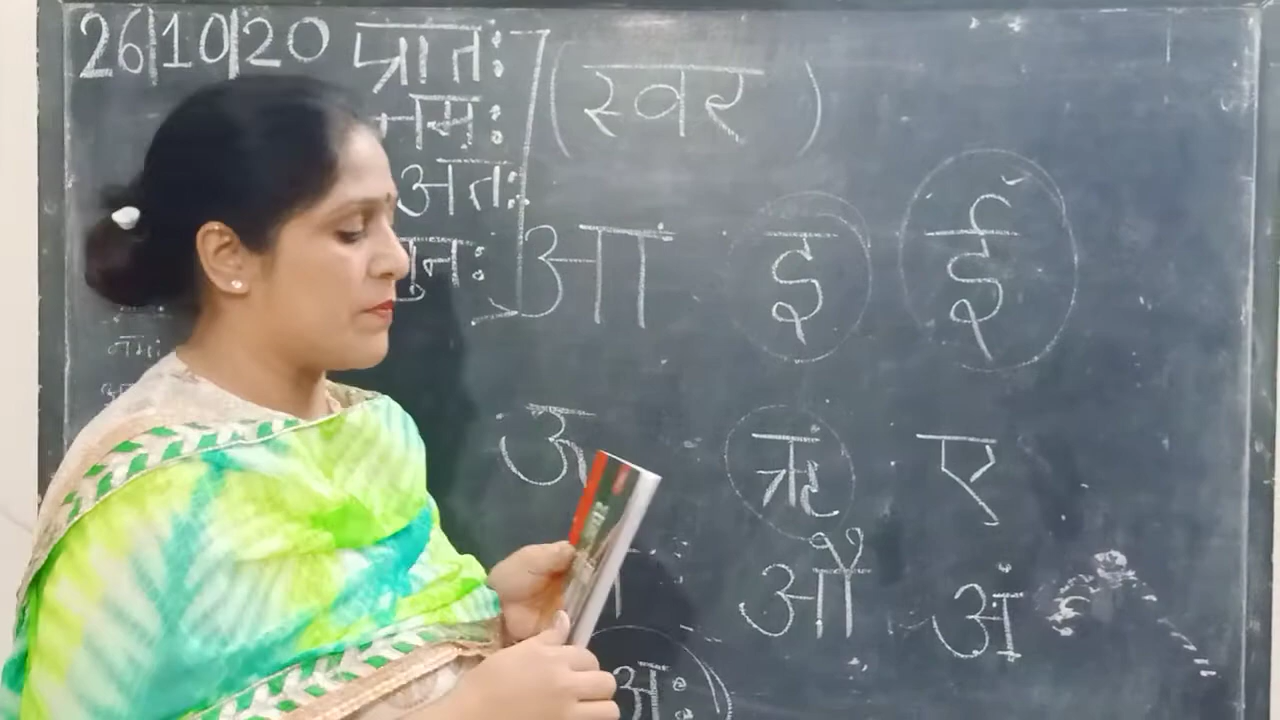 26|10|20 प्रातः (स्वर)
नमः
अतः
आ इ ई
उ ऋ ए
औ अं
अः